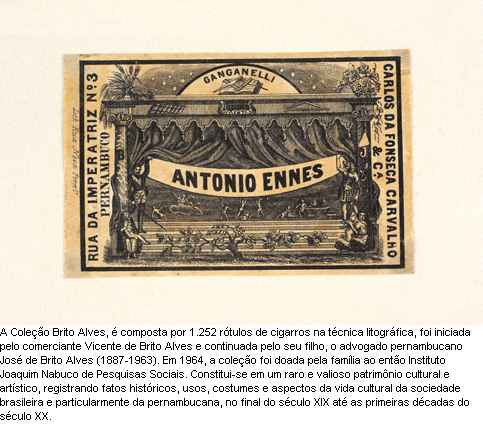 GANGANELLI
RUA DA IMPERATRIZ Nº 3
PERNAMBUCO
ANTONIO ENNES
CARLOS DA FONSECA CARVALHO
& Cª
A Coleção Brito Alves, é composta por 1.252 rótulos de cigarros na técnica litográfica, foi iniciada
pelo comerciante Vicente de Brito Alves e continuada pelo seu filho, o advogado pernambucano
José de Brito Alves (1887-1963). Em 1964, a coleção foi doada pela família ao então Instituto
Joaquim Nabuco de Pesquisas Sociais. Constitui-se em um raro e valioso patrimônio cultural e
artístico, registrando fatos históricos, usos, costumes e aspectos da vida cultural da sociedade
brasileira e particularmente da pernambucana, no final do século XIX até as primeiras décadas do
século XX.